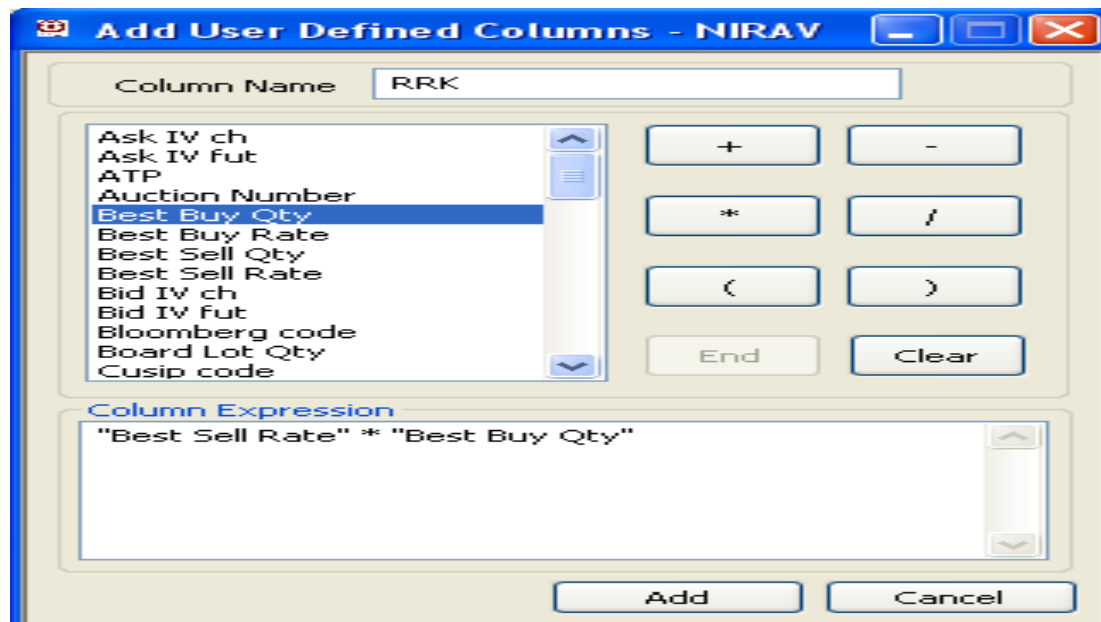 Add User Defined Columns - NIRAV
Column Name RRK
Ask IV ch
Ask IV fut
ATP
Auction Number
Best Buy Qty
Best Buy Rate
Best Sell Qty
Best Sell Rate
Bid IV ch
Bid IV fut
Bloomberg code
Board Lot Qty
Cusip code
+ -
* /
( )
End Clear
Column Expression
"Best Sell Rate" * "Best Buy Qty"
Add Cancel